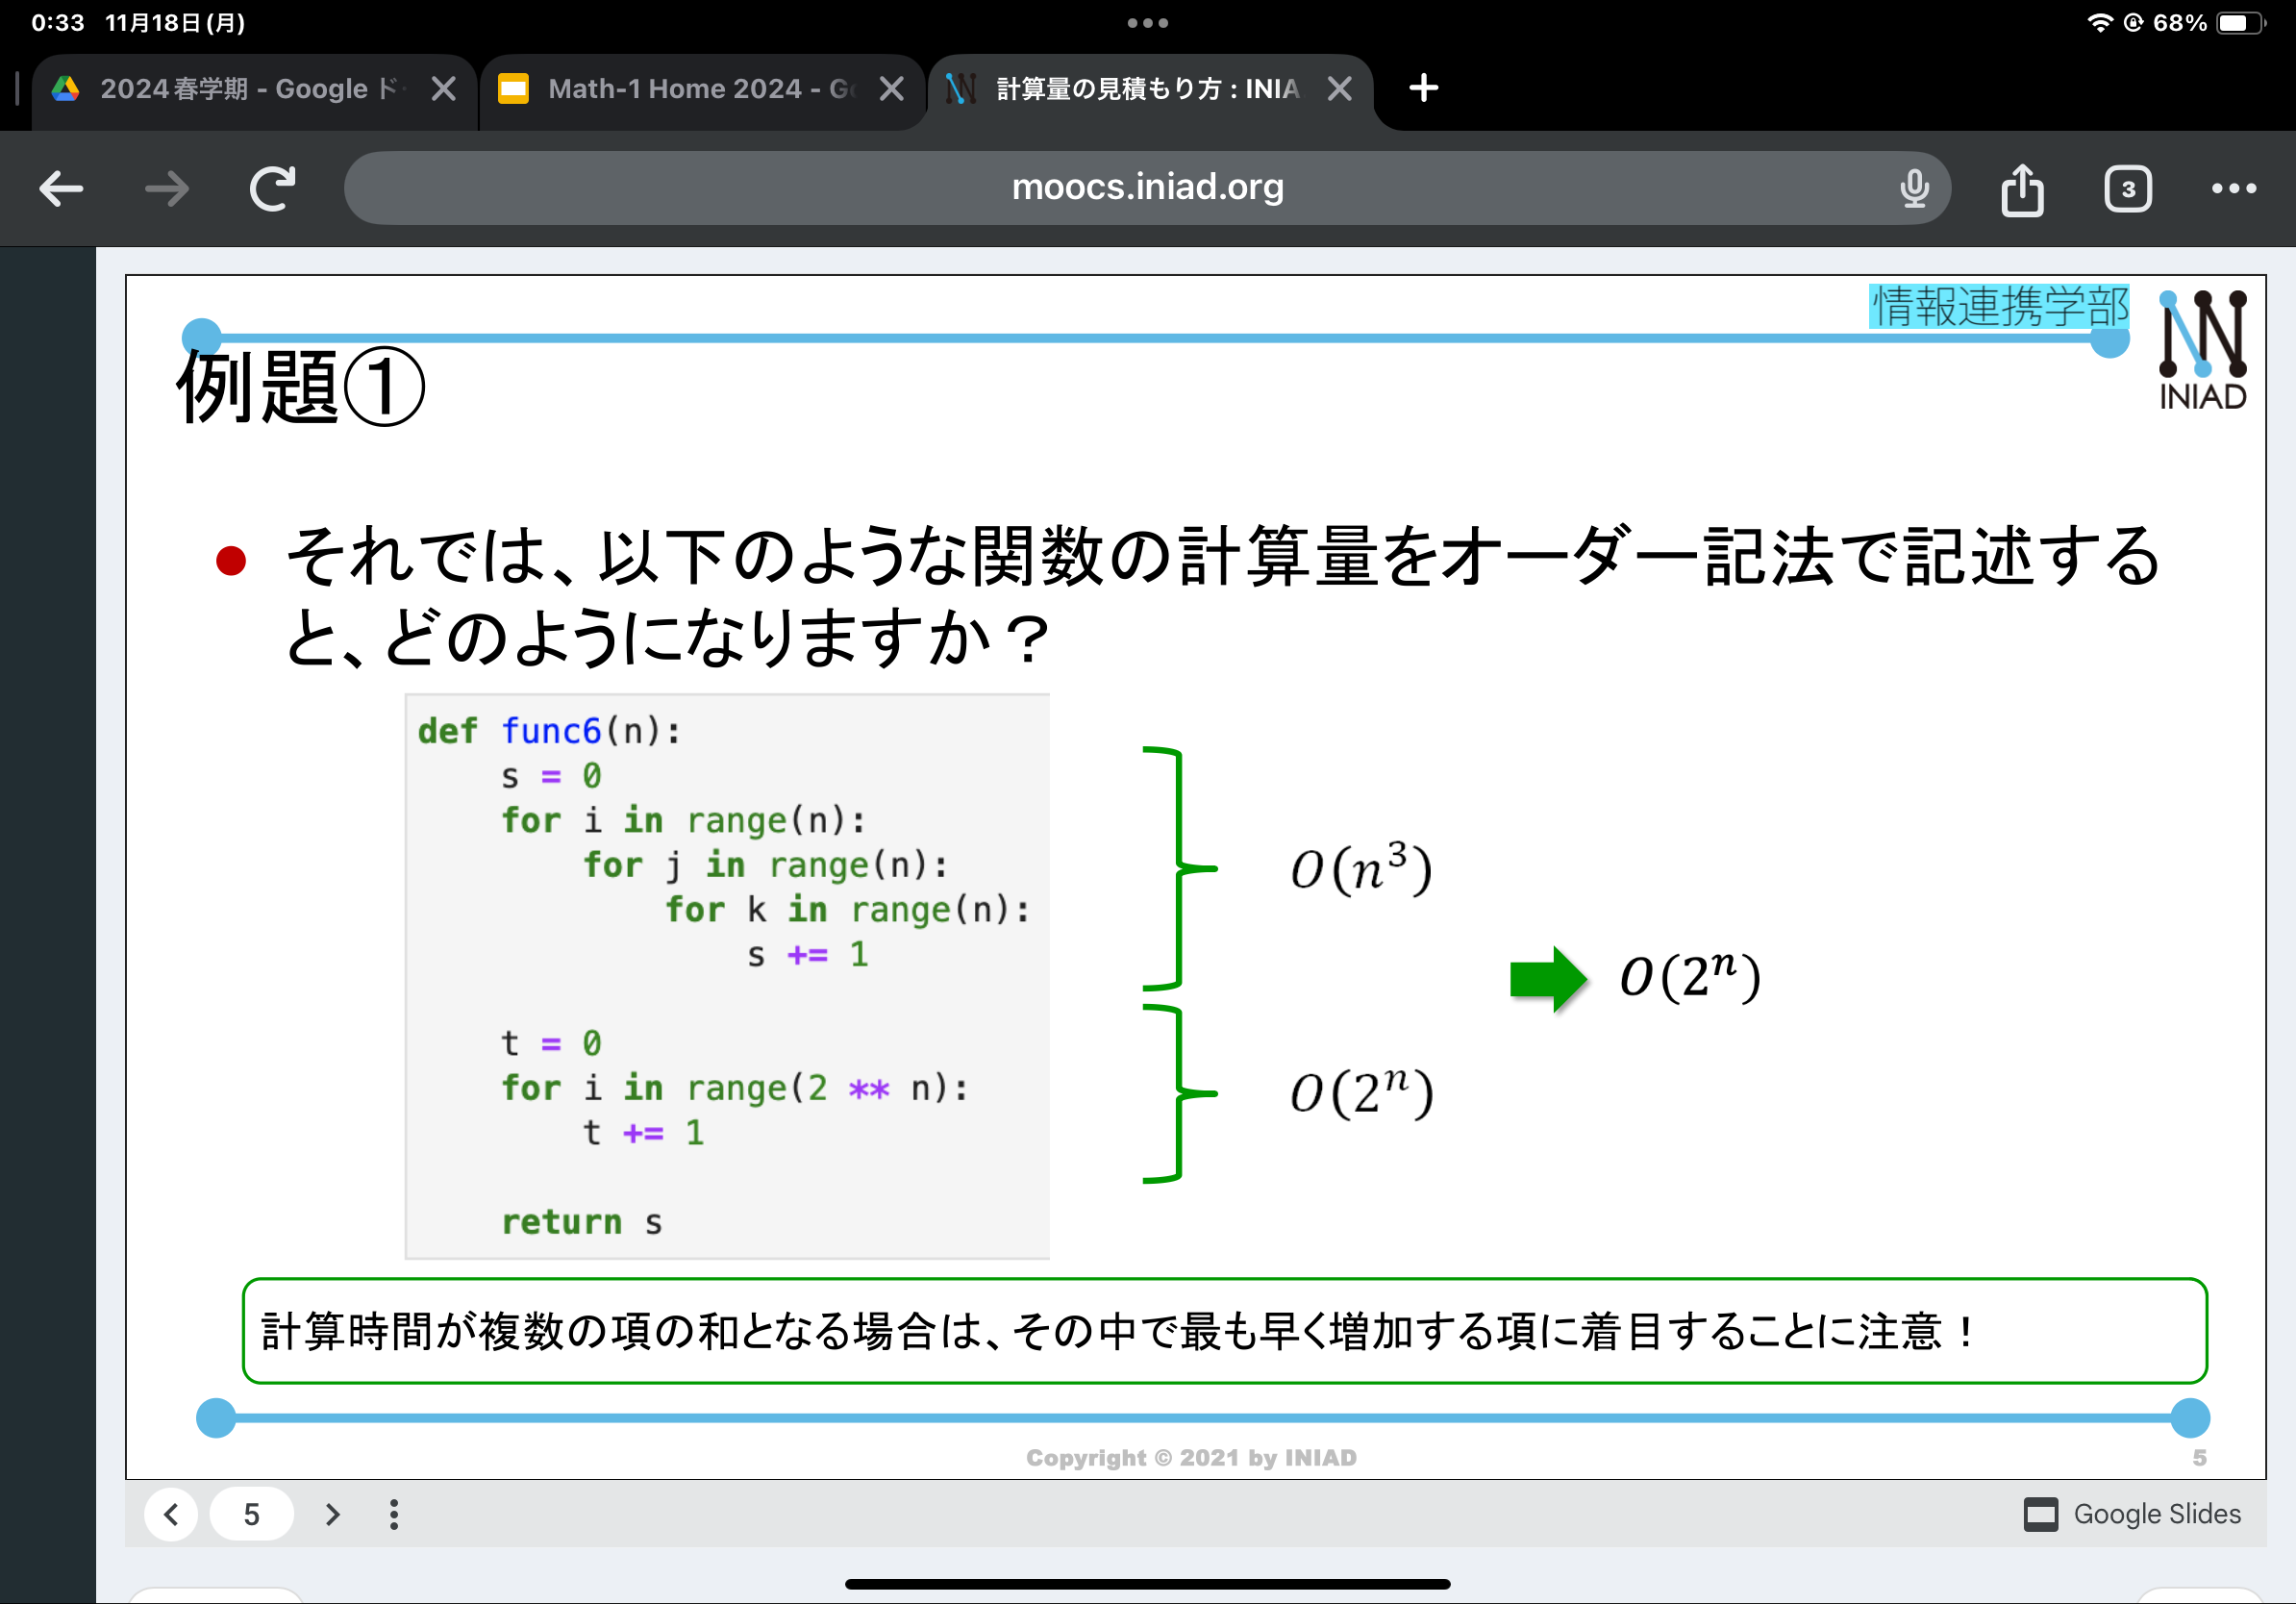 0:33 11月18日(月)
68%
2024春学期 - Google ド
Math-1 Home 2024 - G
計算量の見積もり方 : INIA
moocs.iniad.org
3
情報連携学部
INIAD
例題①
それでは、以下のような関数の計算量をオーダー記法で記述する
と、どのようになりますか？
def func6(n):
    s = 0
    for i in range(n):
        for j in range(n):
            for k in range(n):
                s += 1
    t = 0
    for i in range(2 ** n):
        t += 1
    return s
O(n³)
O(2ⁿ)
O(2ⁿ)
計算時間が複数の項の和となる場合は、その中で最も早く増加する項に着目することに注意！
Copyright © 2021 by INIAD
5
5
Google Slides